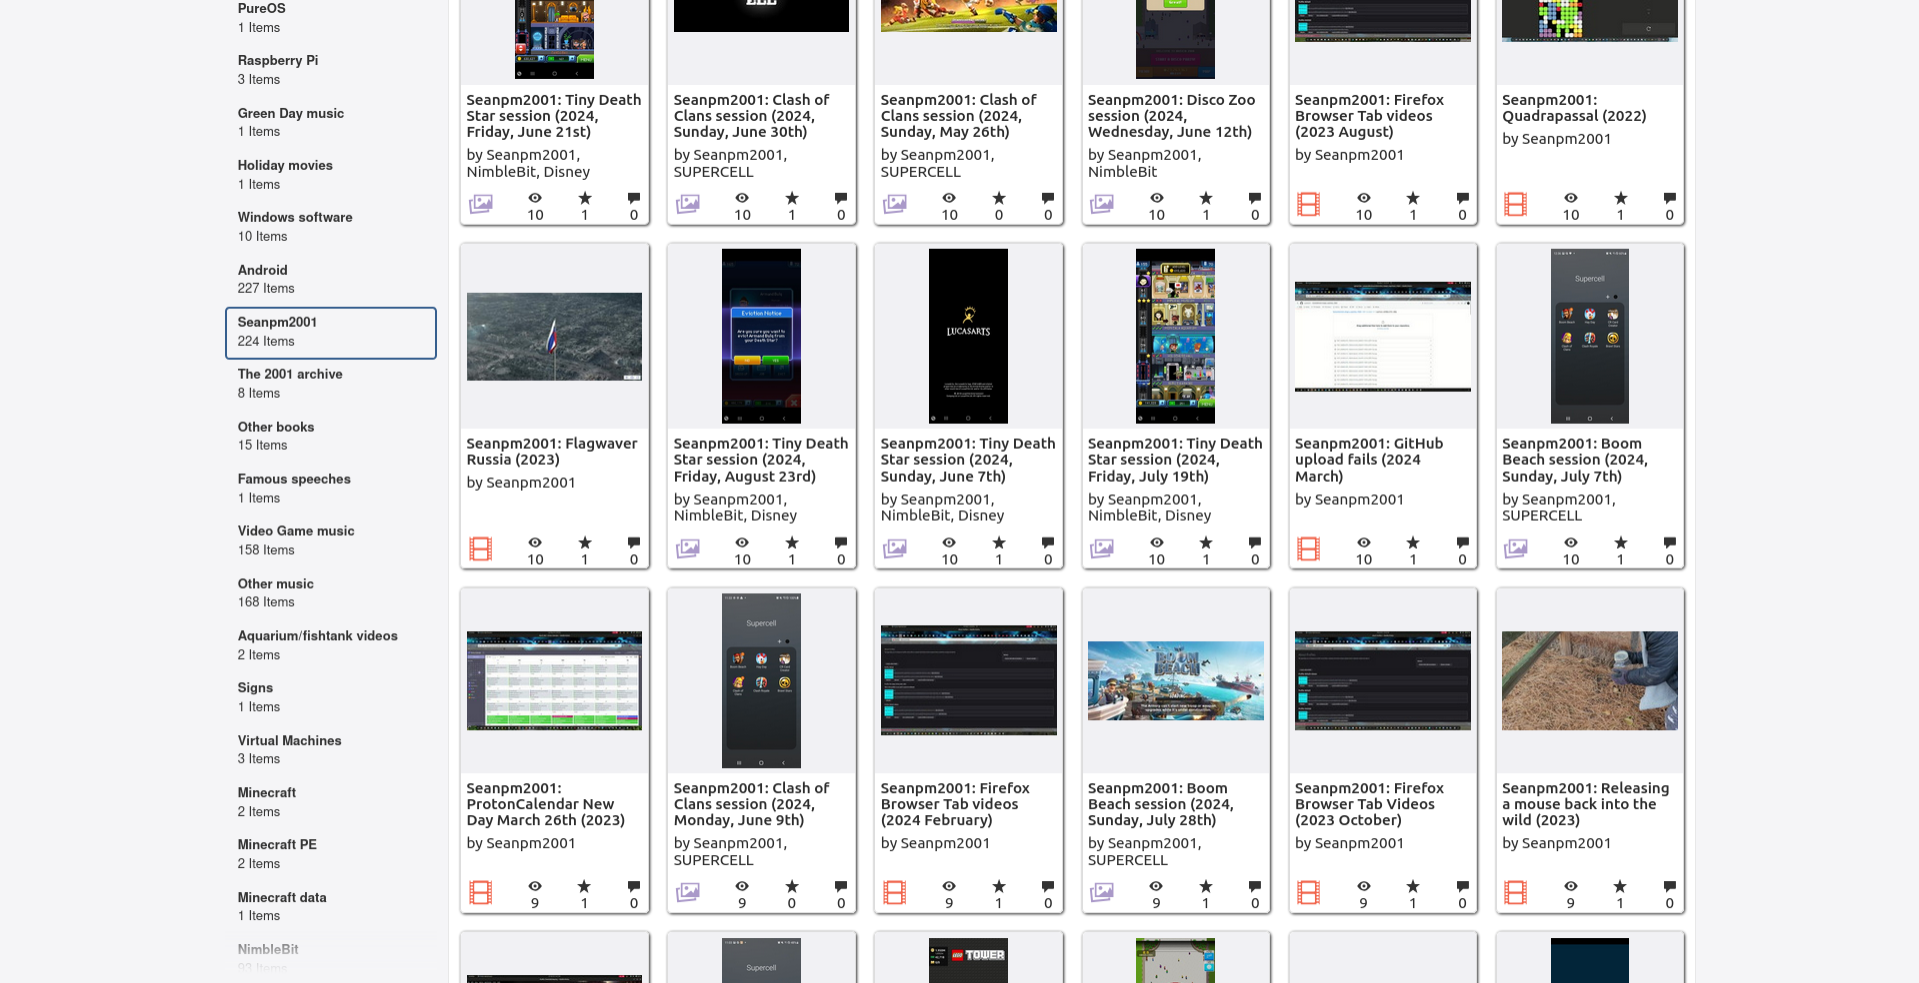 PureOS
1 Items
Raspberry Pi
3 Items
Green Day music
1 Items
Holiday movies
1 Items
Windows software
10 Items
Android
227 Items
Seanpm2001
224 Items
The 2001 archive
8 Items
Other books
15 Items
Famous speeches
1 Items
Video Game music
158 Items
Other music
168 Items
Aquarium/fishtank videos
2 Items
Signs
1 Items
Virtual Machines
3 Items
Minecraft
2 Items
Minecraft PE
2 Items
Minecraft data
1 Items
NimbleBit
93 Items
Seanpm2001: Tiny Death
Star session (2024,
Friday, June 21st)
by Seanpm2001,
NimbleBit, Disney
10 1 0
Seanpm2001: Clash of
Clans session (2024,
Sunday, June 30th)
by Seanpm2001,
SUPERCELL
10 1 0
Seanpm2001: Clash of
Clans session (2024,
Sunday, May 26th)
by Seanpm2001,
SUPERCELL
10 0 0
Seanpm2001: Disco Zoo
session (2024,
Wednesday, June 12th)
by Seanpm2001,
NimbleBit
10 1 0
Seanpm2001: Firefox
Browser Tab videos
(2023 August)
by Seanpm2001
10 1 0
Seanpm2001:
Quadrapassal (2022)
by Seanpm2001
10 1 0
Seanpm2001: Flagwaver
Russia (2023)
by Seanpm2001
10 1 0
Eviction Notice
Seanpm2001: Tiny Death
Star session (2024,
Friday, August 23rd)
by Seanpm2001,
NimbleBit, Disney
10 1 0
LUCASARTS
Seanpm2001: Tiny Death
Star session (2024,
Sunday, June 7th)
by Seanpm2001,
NimbleBit, Disney
10 1 0
Seanpm2001: Tiny Death
Star session (2024,
Friday, July 19th)
by Seanpm2001,
NimbleBit, Disney
10 1 0
Seanpm2001: GitHub
upload fails (2024
March)
by Seanpm2001
10 1 0
Supercell
Seanpm2001: Boom
Beach session (2024,
Sunday, July 7th)
by Seanpm2001,
SUPERCELL
10 1 0
Seanpm2001:
ProtonCalendar New
Day March 26th (2023)
by Seanpm2001
9 1 0
Supercell
Seanpm2001: Clash of
Clans session (2024,
Monday, June 9th)
by Seanpm2001,
SUPERCELL
9 0 0
Seanpm2001: Firefox
Browser Tab videos
(2024 February)
by Seanpm2001
9 1 0
BOOM
BEACH
Seanpm2001: Boom
Beach session (2024,
Sunday, July 28th)
by Seanpm2001,
SUPERCELL
9 1 0
Seanpm2001: Firefox
Browser Tab Videos
(2023 October)
by Seanpm2001
9 1 0
Seanpm2001: Releasing
a mouse back into the
wild (2023)
by Seanpm2001
9 1 0
Supercell
LEGO TOWER